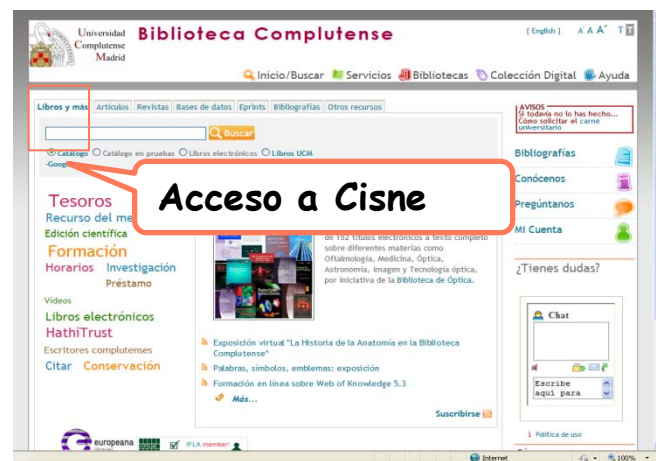 Universidad
Complutense
Madrid
Biblioteca Complutense
[ English ] A A A+ T T
Inicio/Buscar Servicios Bibliotecas Colección Digital Ayuda
Libros y más Artículos Revistas Bases de datos Eprints Bibliografías Otros recursos
Buscar
Catálogo Catálogo en pruebas Libros electrónicos Libros UCM
-Goog
Acceso a Cisne
AVISOS
Si todavía no lo has hecho...
Cómo solicitar el carné
universitario
Bibliografías
Conócenos
Pregúntanos
Mi Cuenta
¿Tienes dudas?
Chat
Escribe
aquí para
Política de uso
Tesoros
Recurso del me
Edición científica
Formación
Horarios Investigación
Préstamo
Vídeos
Libros electrónicos
HathiTrust
Escritores complutenses
Citar Conservación
de 152 títulos electrónicos a texto completo
sobre diferentes materias como
Oftalmología, Medicina, Óptica,
Astronomía, Imagen y Tecnología óptica,
por iniciativa de la Biblioteca de Óptica.
Exposición virtual "La Historia de la Anatomía en la Biblioteca
Complutense"
Palabras, símbolos, emblemas: exposición
Formación en línea sobre Web of Knowledge 5.3
Más...
Suscribirse
europeana
IFLA member!
Internet
100%